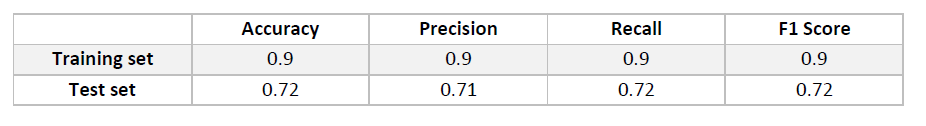 Accuracy Precision Recall F1 Score
Training set 0.9 0.9 0.9 0.9
Test set 0.72 0.71 0.72 0.72